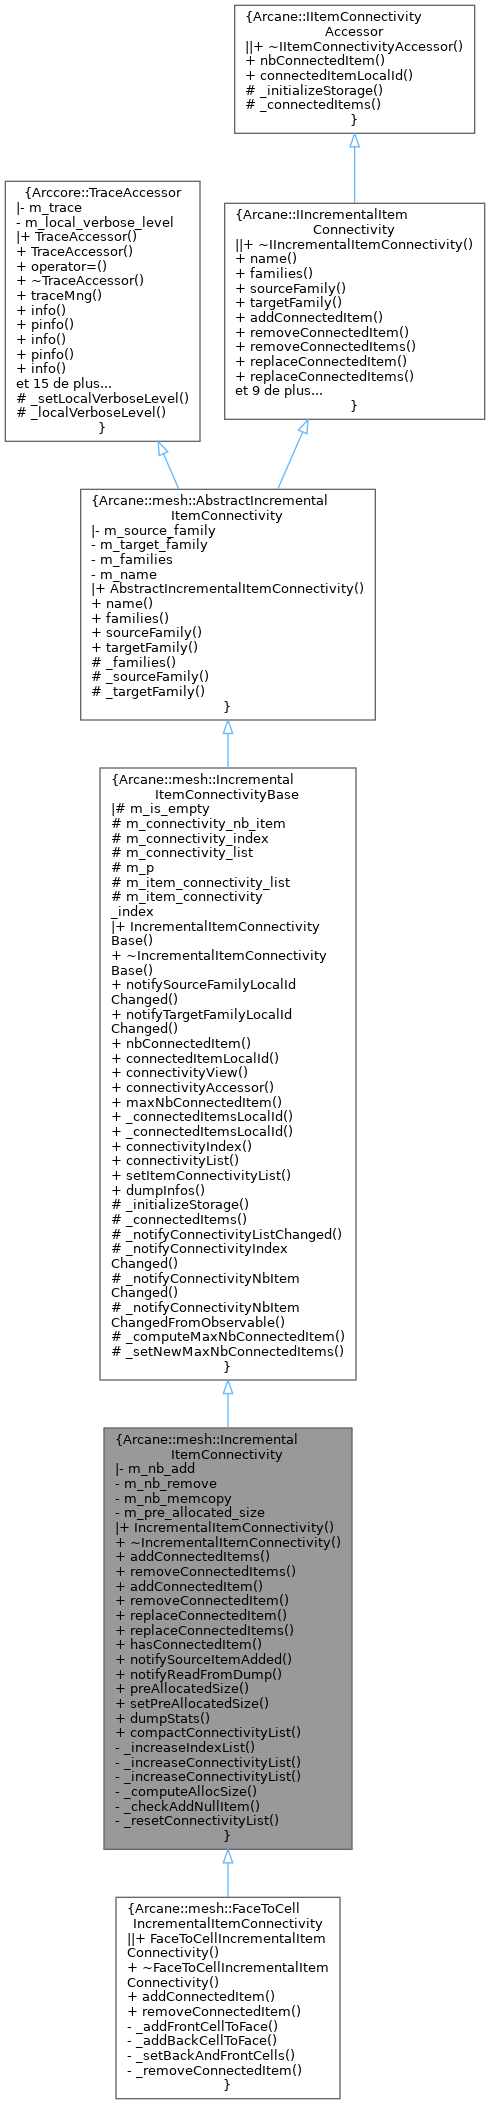 {Arcane::IItemConnectivity
Accessor
||+ ~IItemConnectivityAccessor()
+ nbConnectedItem()
+ connectedItemLocalId()
# _initializeStorage()
# _connectedItems()
}
{Arccore::TraceAccessor
|- m_trace
- m_local_verbose_level
|+ TraceAccessor()
+ TraceAccessor()
+ operator=()
+ ~TraceAccessor()
+ traceMng()
+ info()
+ pinfo()
+ info()
+ pinfo()
+ info()
et 15 de plus...
# _setLocalVerboseLevel()
# _localVerboseLevel()
}
{Arcane::IIncrementalItem
Connectivity
||+ ~IIncrementalItemConnectivity()
+ name()
+ families()
+ sourceFamily()
+ targetFamily()
+ addConnectedItem()
+ removeConnectedItem()
+ removeConnectedItems()
+ replaceConnectedItem()
+ replaceConnectedItems()
et 9 de plus...
}
{Arcane::mesh::AbstractIncremental
ItemConnectivity
|- m_source_family
- m_target_family
- m_families
- m_name
|+ AbstractIncrementalItemConnectivity()
+ name()
+ families()
+ sourceFamily()
+ targetFamily()
# _families()
# _sourceFamily()
# _targetFamily()
}
{Arcane::mesh::Incremental
ItemConnectivityBase
|# m_is_empty
# m_connectivity_nb_item
# m_connectivity_index
# m_connectivity_list
# m_p
# m_item_connectivity_list
# m_item_connectivity
_index
|+ IncrementalItemConnectivity
Base()
+ ~IncrementalItemConnectivity
Base()
+ notifySourceFamilyLocalId
Changed()
+ notifyTargetFamilyLocalId
Changed()
+ nbConnectedItem()
+ connectedItemLocalId()
+ connectivityView()
+ connectivityAccessor()
+ maxNbConnectedItem()
+ _connectedItemsLocalId()
+ _connectedItemsLocalId()
+ connectivityIndex()
+ connectivityList()
+ setItemConnectivityList()
+ dumpInfos()
# _initializeStorage()
# _connectedItems()
# _notifyConnectivityListChanged()
# _notifyConnectivityIndex
Changed()
# _notifyConnectivityNbItem
Changed()
# _notifyConnectivityNbItem
ChangedFromObservable()
# _computeMaxNbConnectedItem()
# _setNewMaxNbConnectedItems()
}
{Arcane::mesh::Incremental
ItemConnectivity
|- m_nb_add
- m_nb_remove
- m_nb_memcopy
- m_pre_allocated_size
|+ IncrementalItemConnectivity()
+ ~IncrementalItemConnectivity()
+ addConnectedItems()
+ removeConnectedItems()
+ addConnectedItem()
+ removeConnectedItem()
+ replaceConnectedItem()
+ replaceConnectedItems()
+ hasConnectedItem()
+ notifySourceItemAdded()
+ notifyReadFromDump()
+ preAllocatedSize()
+ setPreAllocatedSize()
+ dumpStats()
+ compactConnectivityList()
- _increaseIndexList()
- _increaseConnectivityList()
- _increaseConnectivityList()
- _computeAllocSize()
- _checkAddNullItem()
- _resetConnectivityList()
}
{Arcane::mesh::FaceToCell
IncrementalItemConnectivity
||+ FaceToCellIncrementalItem
Connectivity()
+ ~FaceToCellIncrementalItem
Connectivity()
+ addConnectedItem()
+ removeConnectedItem()
- _addFrontCellToFace()
- _addBackCellToFace()
- _setBackAndFrontCells()
- _removeConnectedItem()
}